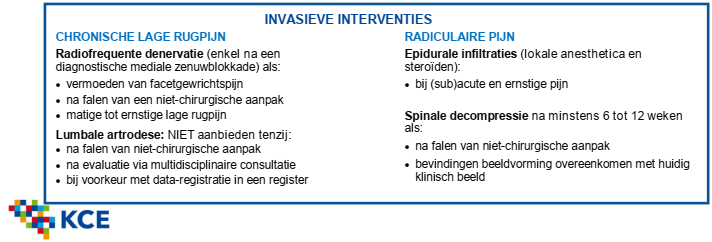 INVASIEVE INTERVENTIES
CHRONISCHE LAGE RUGPIJN
Radiofrequente denervatie (enkel na een
diagnostische mediale zenuwblokkade) als:
• vermoeden van facetgewrichtspijn
• na falen van een niet-chirurgische aanpak
• matige tot ernstige lage rugpijn
Lumbale artrodese: NIET aanbieden tenzij:
• na falen van niet-chirurgische aanpak
• na evaluatie via multidisciplinaire consultatie
• bij voorkeur met data-registratie in een register
RADICULAIRE PIJN
Epidurale infiltraties (lokale anesthetica en
steroïden):
• bij (sub)acute en ernstige pijn
Spinale decompressie na minstens 6 tot 12 weken
als:
• na falen van niet-chirurgische aanpak
• bevindingen beeldvorming overeenkomen met huidig
klinisch beeld
KCE